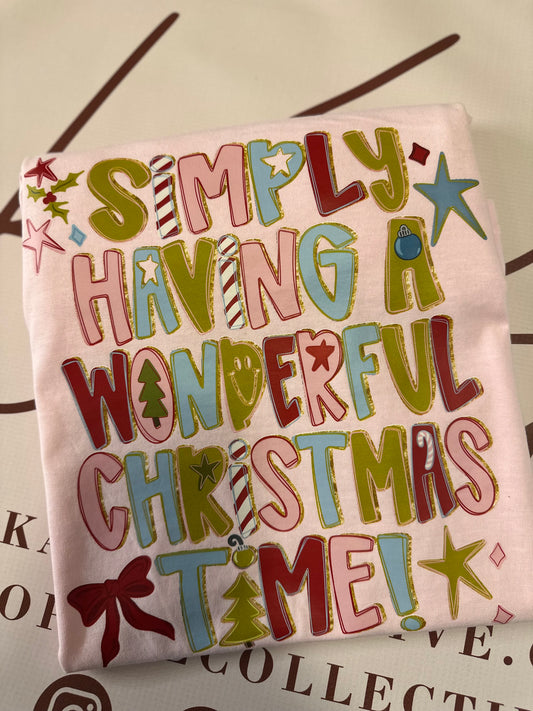 SIMPLY
HAVING A
WONDERFUL
CHRISTMAS
TIME!